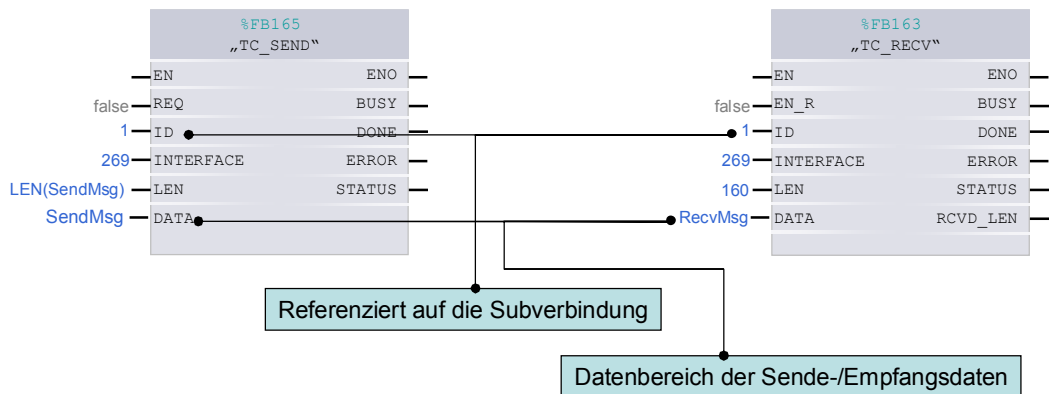 %FB165
„TC_SEND“
EN ENO
false REQ BUSY
1 ID DONE
269 INTERFACE ERROR
LEN(SendMsg) LEN STATUS
SendMsg DATA
%FB163
„TC_RECV“
EN ENO
false EN_R BUSY
1 ID DONE
269 INTERFACE ERROR
160 LEN STATUS
RecvMsg DATA RCVD_LEN
Referenziert auf die Subverbindung
Datenbereich der Sende-/Empfangsdaten